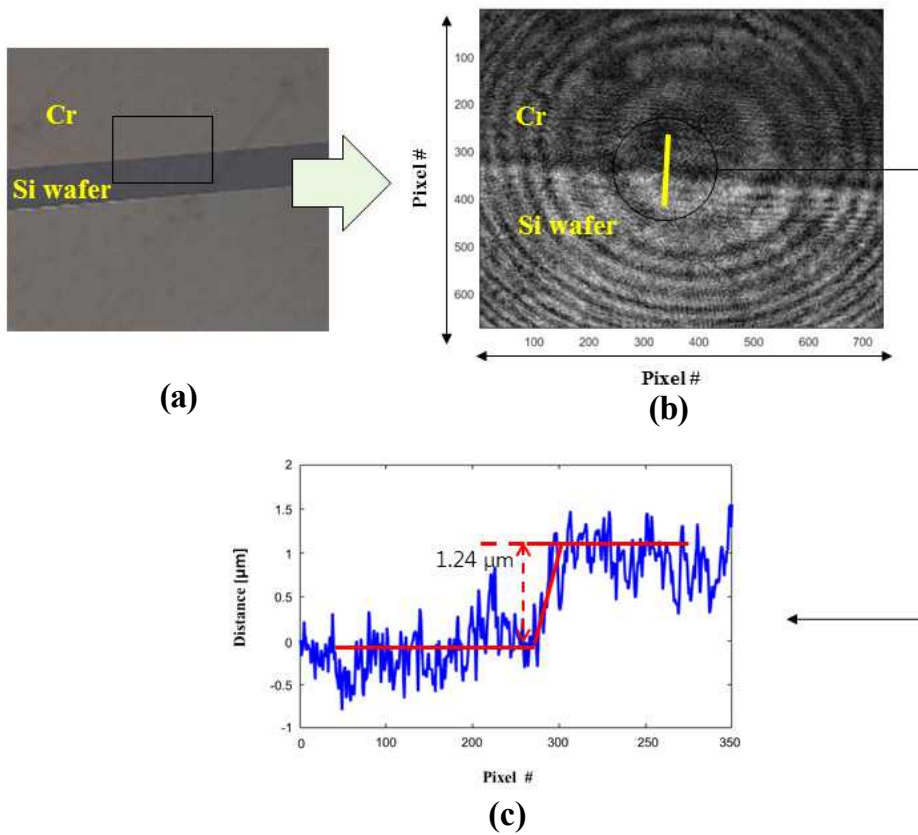 Cr
Si wafer
(a)
Pixel #
100
200
300
400
500
600
Cr
Si wafer
100 200 300 400 500 600 700
Pixel #
(b)
Distance [μm]
2
1.5
1
0
-0.5
-1
1.24 μm
0 100 200 300 250 350
Pixel #
(c)